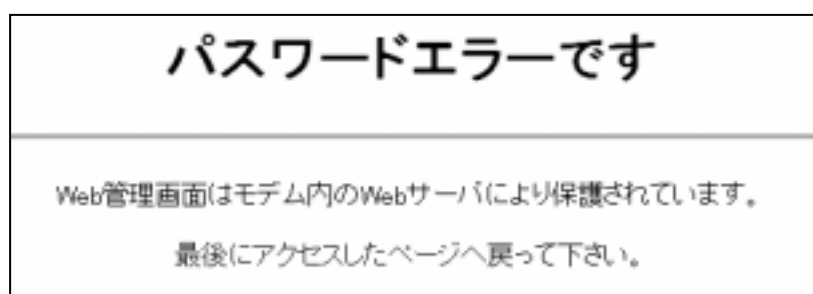 パスワードエラーです
Web管理画面はモデム内のWebサーバにより保護されています。
最後にアクセスしたページへ戻って下さい。